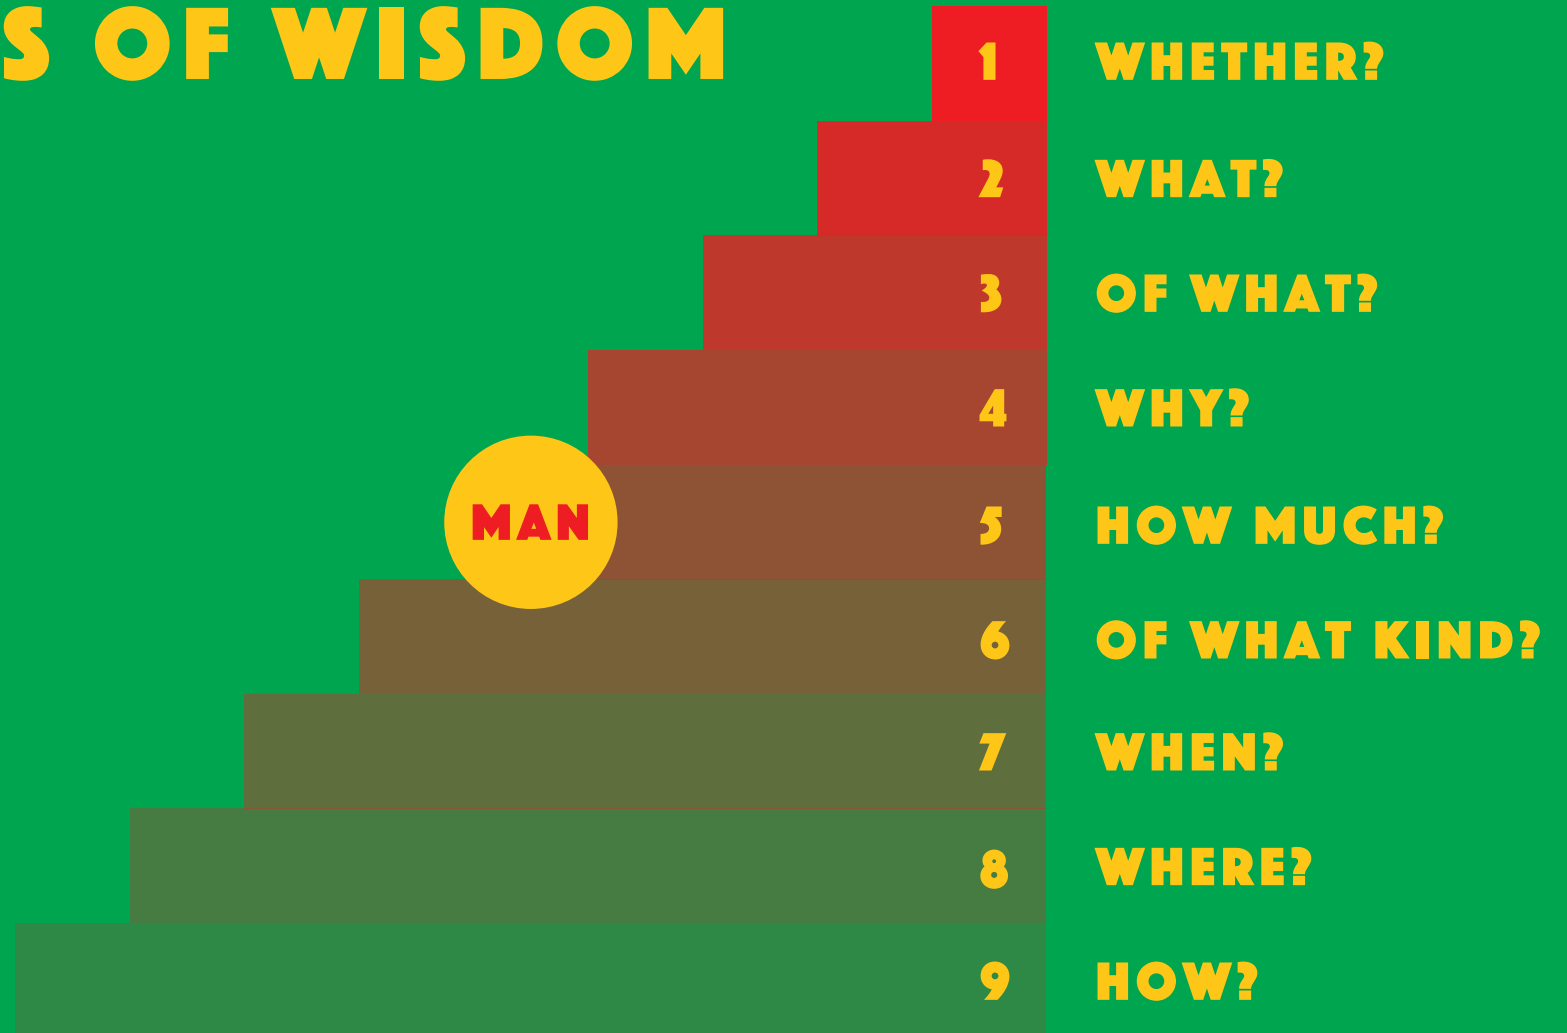 S OF WISDOM
1 WHETHER?
2 WHAT?
3 OF WHAT?
4 WHY?
MAN
5 HOW MUCH?
6 OF WHAT KIND?
7 WHEN?
8 WHERE?
9 HOW?